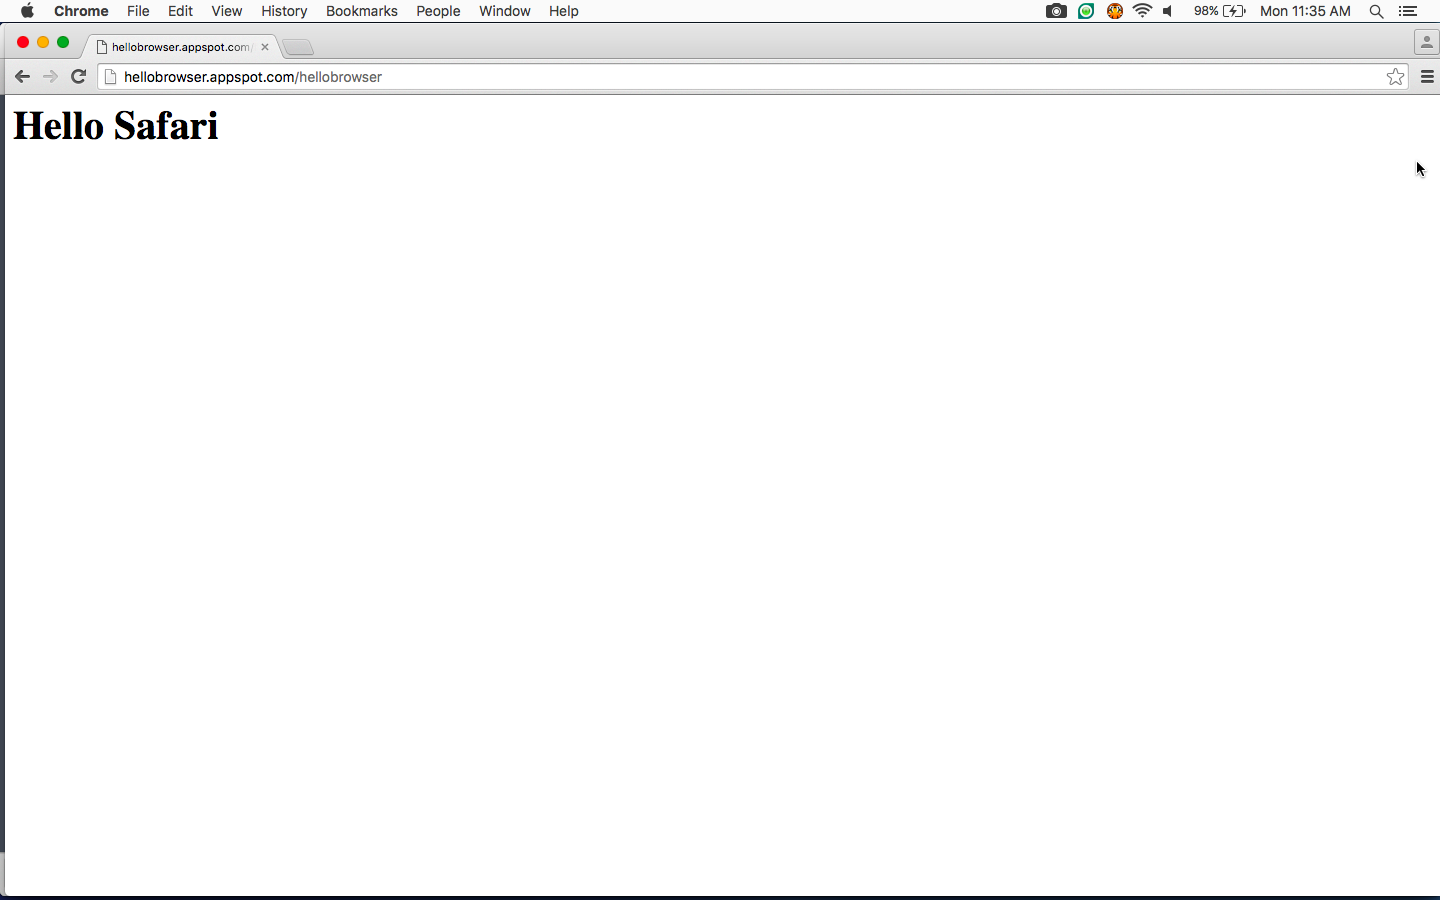 Chrome File Edit View History Bookmarks People Window Help 98% Mon 11:35 AM
hellobrowser.appspot.com/
hellobrowser.appspot.com/hellobrowser
Hello Safari